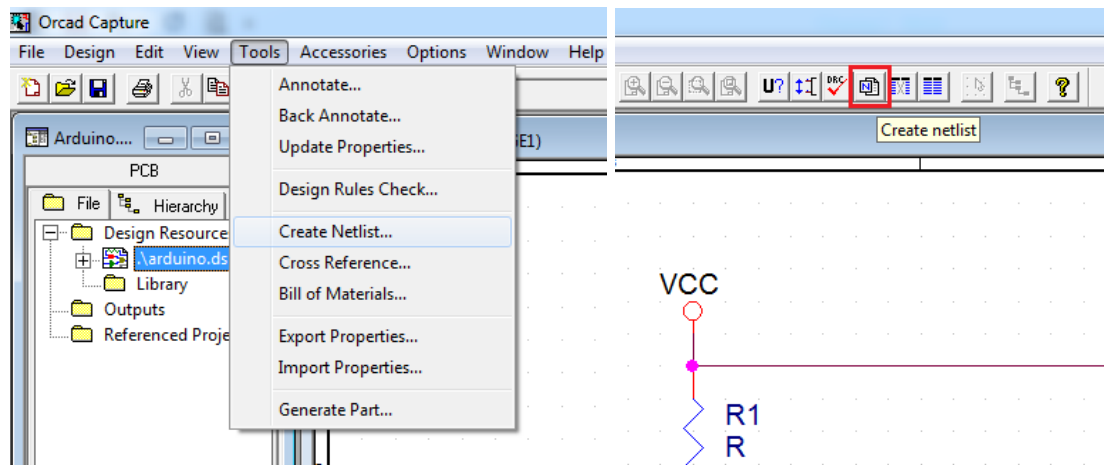 Orcad Capture
File Design Edit View Tools Accessories Options Window Help
U? DRC N
Annotate...
Back Annotate...
Update Properties...
Design Rules Check...
Create Netlist...
Cross Reference...
Bill of Materials...
Export Properties...
Import Properties...
Generate Part...
Arduino....
GE1)
PCB
File Hierarchy
Design Resource
.\arduino.ds
Library
Outputs
Referenced Proje
Create netlist
VCC
R1
R